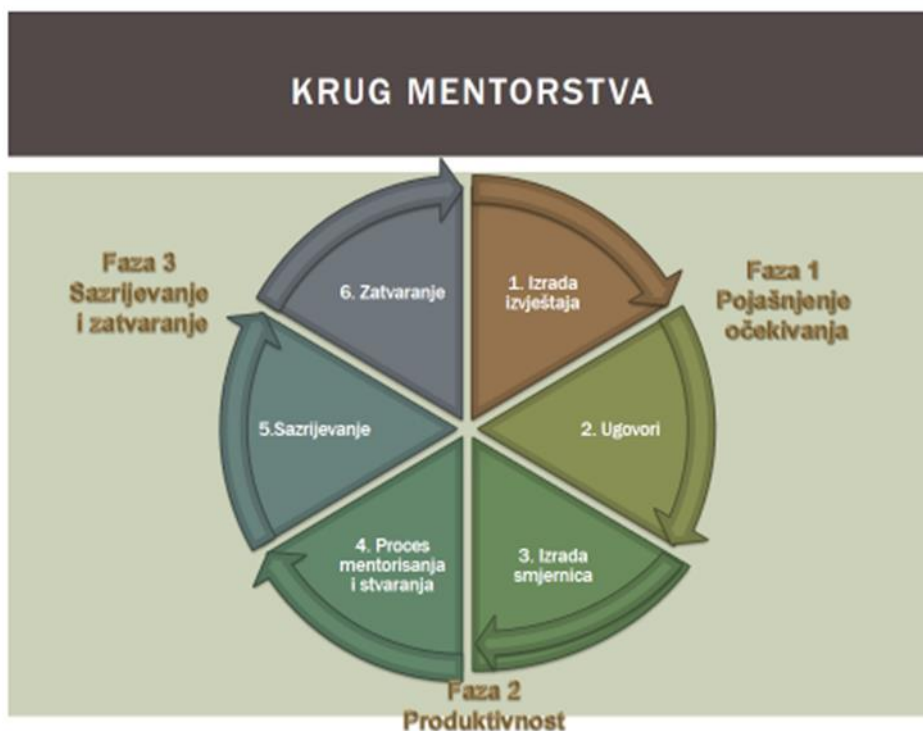 KRUG MENTORSTVA
Faza 1
Pojašnjenje
očekivanja
1. Izrada
izvještaja
2. Ugovori
3. Izrada
smjernica
Faza 2
Produktivnost
4. Proces
mentorisanja
i stvaranja
Faza 3
Sazrijevanje
i zatvaranje
5.Sazrijevanje
6. Zatvaranje